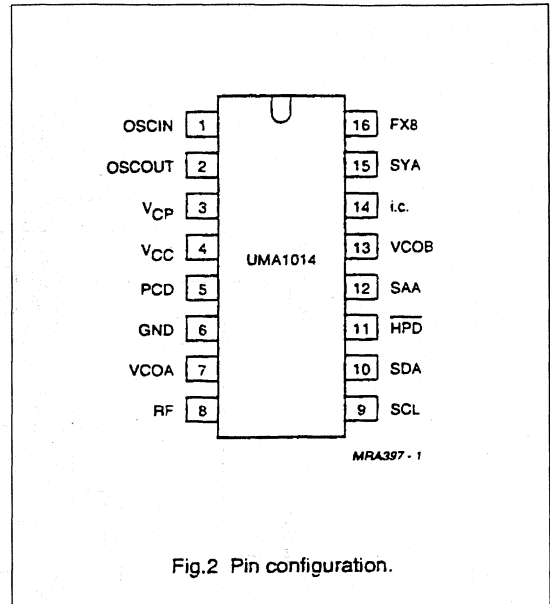 OSCIN 1 16 FX8
OSCOUT 2 15 SYA
VCP 3 14 i.c.
VCC 4 13 VCOB
UMA1014
PCD 5 12 SAA
GND 6 11 HPD
VCOA 7 10 SDA
RF 8 9 SCL
MRA397 - 1
Fig.2 Pin configuration.